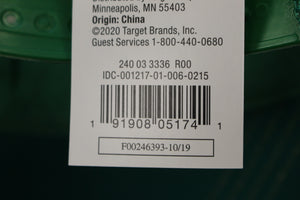 Minneapolis, MN 55403
Origin: China
©2020 Target Brands, Inc.
Guest Services 1-800-440-0680
240 03 3336 R00
IDC-001217-01-006-0215
1 91908 05174 1
F00246393-10/19